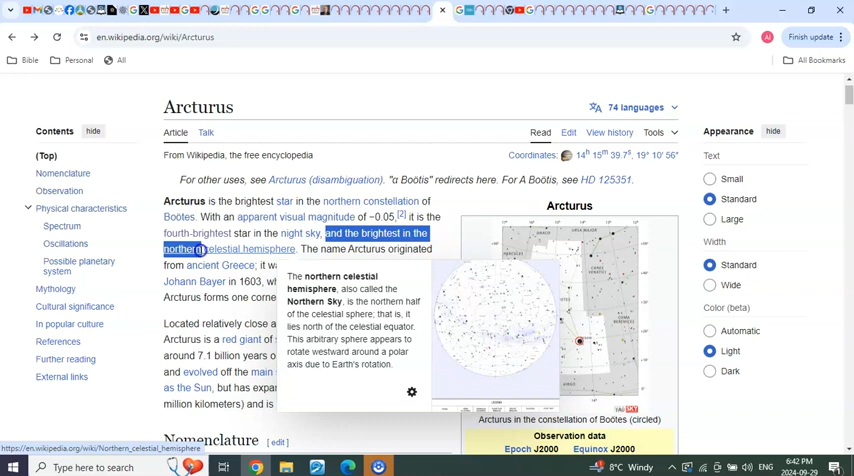 Finish update
en.wikipedia.org/wiki/Arcturus
Bible
Personal
All
All Bookmarks
Arcturus
74 languages
Contents
hide
Article
Talk
Read
Edit
View history
Tools
Appearance
hide
(Top)
Nomenclature
Observation
Physical characteristics
Spectrum
Oscillations
Possible planetary
system
Mythology
Cultural significance
In popular culture
References
Further reading
External links
From Wikipedia, the free encyclopedia
Coordinates: 14h 15m 39.7s, 19° 10′ 56″
For other uses, see Arcturus (disambiguation). "α Boötis" redirects here. For A Boötis, see HD 125351.
Arcturus is the brightest star in the northern constellation of
Boötes. With an apparent visual magnitude of −0.05,[2] it is the
fourth-brightest star in the night sky, and the brightest in the
northern celestial hemisphere. The name Arcturus originated
from ancient Greece; it wa
Johann Bayer in 1603, wh
Arcturus forms one corne
Located relatively close a
Arcturus is a red giant of s
around 7.1 billion years o
and evolved off the main s
as the Sun, but has expan
million kilometers) and is
Nomenclature [edit]
The northern celestial
hemisphere, also called the
Northern Sky, is the northern half
of the celestial sphere; that is, it
lies north of the celestial equator.
This arbitrary sphere appears to
rotate westward around a polar
axis due to Earth's rotation.
Arcturus
Arcturus in the constellation of Boötes (circled)
Observation data
Epoch J2000 Equinox J2000
Text
Small
Standard
Large
Width
Standard
Wide
Color (beta)
Automatic
Light
Dark
https://en.wikipedia.org/wiki/Northern_celestial_hemisphere
Type here to search
8°C Windy
ENG
6:42 PM
2024-09-29